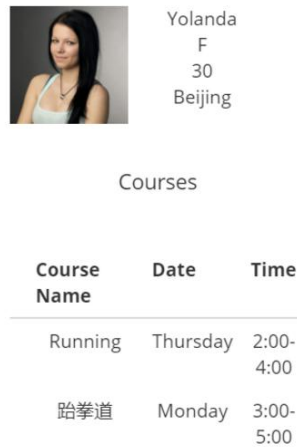 Yolanda
F
30
Beijing
Courses
Course Name Date Time
Running Thursday 2:00-4:00
跆拳道 Monday 3:00-5:00